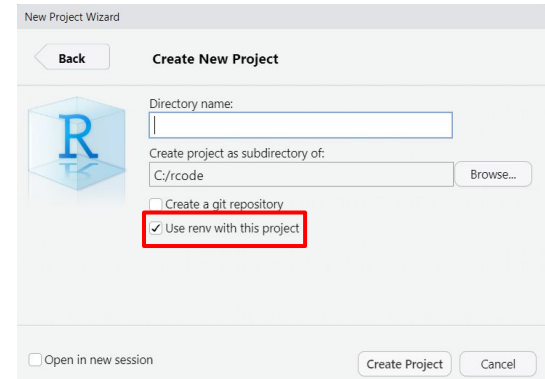 New Project Wizard
Back
Create New Project
R
Directory name:
Create project as subdirectory of:
C:/rcode
Browse...
Create a git repository
Use renv with this project
Open in new session
Create Project
Cancel